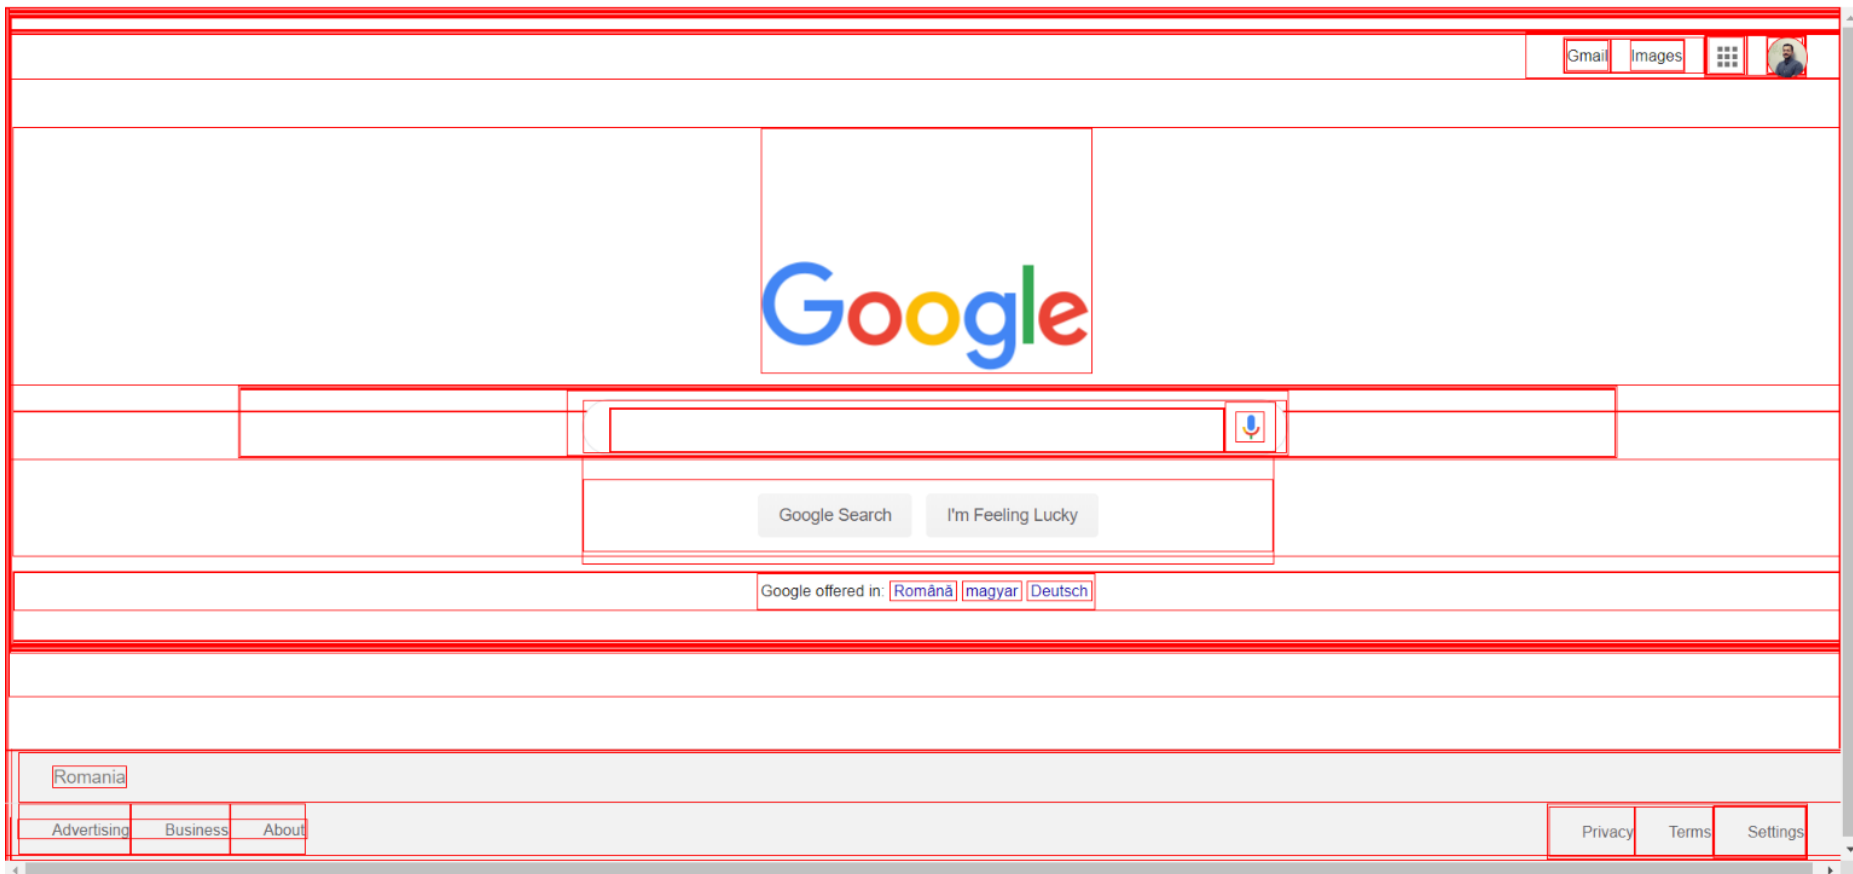 Gmail Images
Google
Google Search I'm Feeling Lucky
Google offered in: Română magyar Deutsch
Romania
Advertising Business About Privacy Terms Settings